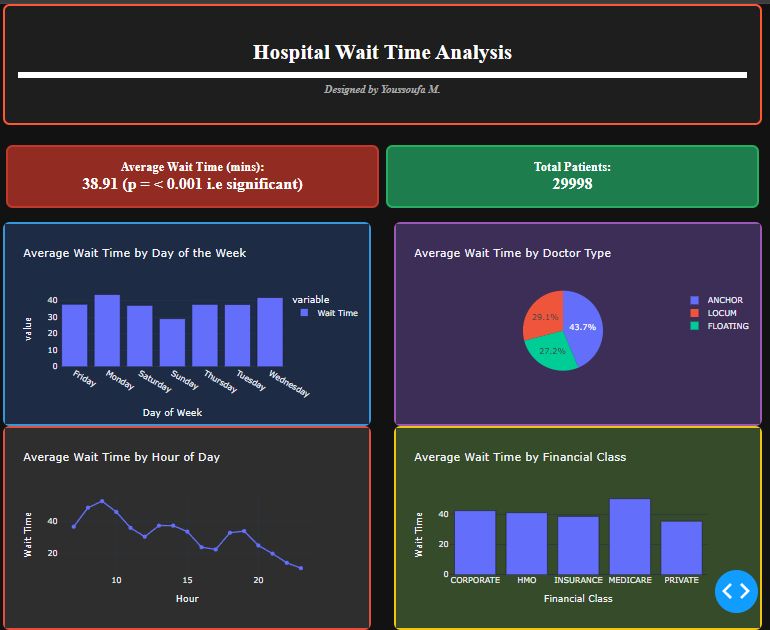 Hospital Wait Time Analysis
Designed by Youssoufa M.
Average Wait Time (mins):
38.91 (p = < 0.001 i.e significant)
Total Patients:
29998
Average Wait Time by Day of the Week
value
40
30
20
10
0
Friday
Monday
Saturday
Sunday
Thursday
Tuesday
Wednesday
Day of Week
variable
Wait Time
Average Wait Time by Doctor Type
29.1%
43.7%
27.2%
ANCHOR
LOCUM
FLOATING
Average Wait Time by Hour of Day
Wait Time
40
20
10
15
20
Hour
Average Wait Time by Financial Class
Wait Time
40
20
0
CORPORATE
HMO
INSURANCE
MEDICARE
PRIVATE
Financial Class